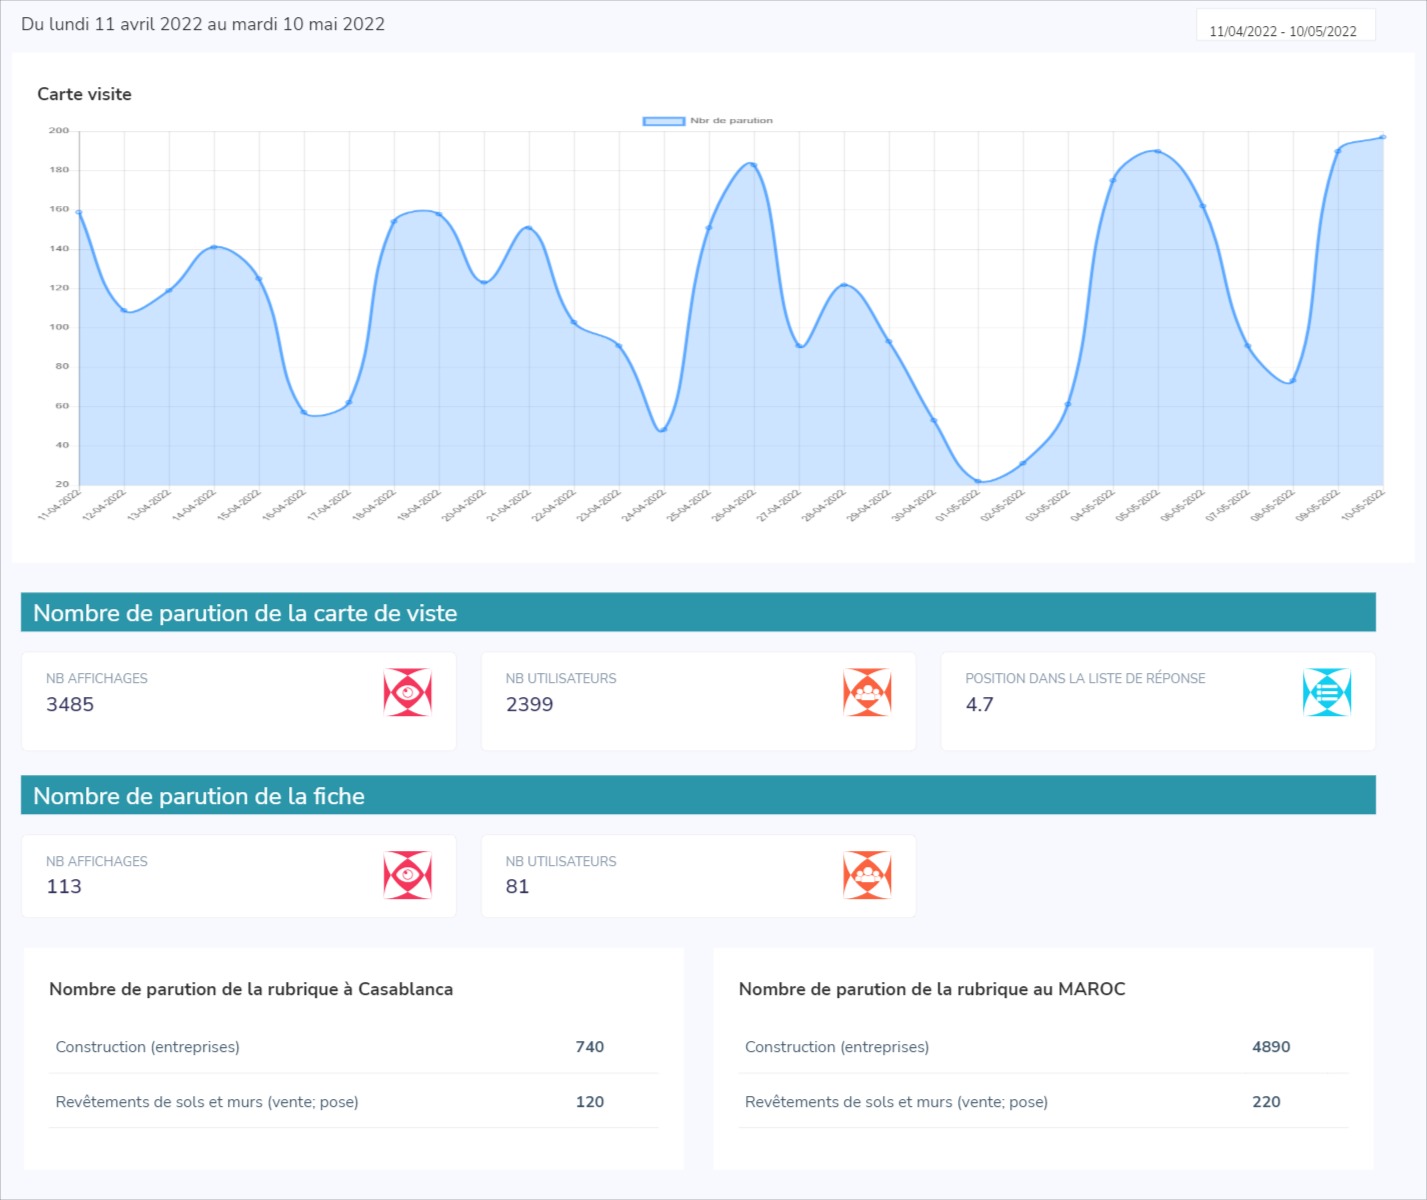 Du lundi 11 avril 2022 au mardi 10 mai 2022
11/04/2022 - 10/05/2022
Carte visite
Nbr de parution
200
180
160
140
120
100
80
60
40
20
11-04-2022
12-04-2022
13-04-2022
14-04-2022
15-04-2022
16-04-2022
17-04-2022
18-04-2022
19-04-2022
20-04-2022
21-04-2022
22-04-2022
23-04-2022
24-04-2022
25-04-2022
26-04-2022
27-04-2022
28-04-2022
29-04-2022
30-04-2022
01-05-2022
02-05-2022
03-05-2022
04-05-2022
05-05-2022
06-05-2022
07-05-2022
08-05-2022
09-05-2022
10-05-2022
Nombre de parution de la carte de viste
NB AFFICHAGES
3485
NB UTILISATEURS
2399
POSITION DANS LA LISTE DE RÉPONSE
4.7
Nombre de parution de la fiche
NB AFFICHAGES
113
NB UTILISATEURS
81
Nombre de parution de la rubrique à Casablanca
Construction (entreprises) 740
Revêtements de sols et murs (vente; pose) 120
Nombre de parution de la rubrique au MAROC
Construction (entreprises) 4890
Revêtements de sols et murs (vente; pose) 220